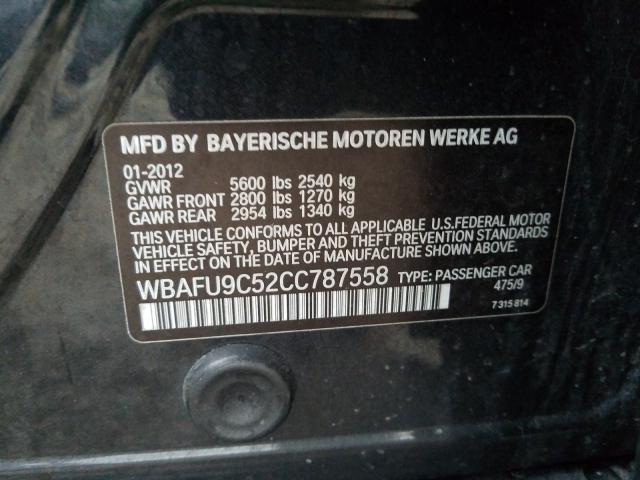 MFD BY BAYERISCHE MOTOREN WERKE AG
01-2012
GVWR 5600 lbs 2540 kg
GAWR FRONT 2800 lbs 1270 kg
GAWR REAR 2954 lbs 1340 kg
THIS VEHICLE CONFORMS TO ALL APPLICABLE U.S.FEDERAL MOTOR
VEHICLE SAFETY, BUMPER AND THEFT PREVENTION STANDARDS
IN EFFECT ON THE DATE OF MANUFACTURE SHOWN ABOVE.
WBAFU9C52CC787558 TYPE: PASSENGER CAR
475/9
7 315 814